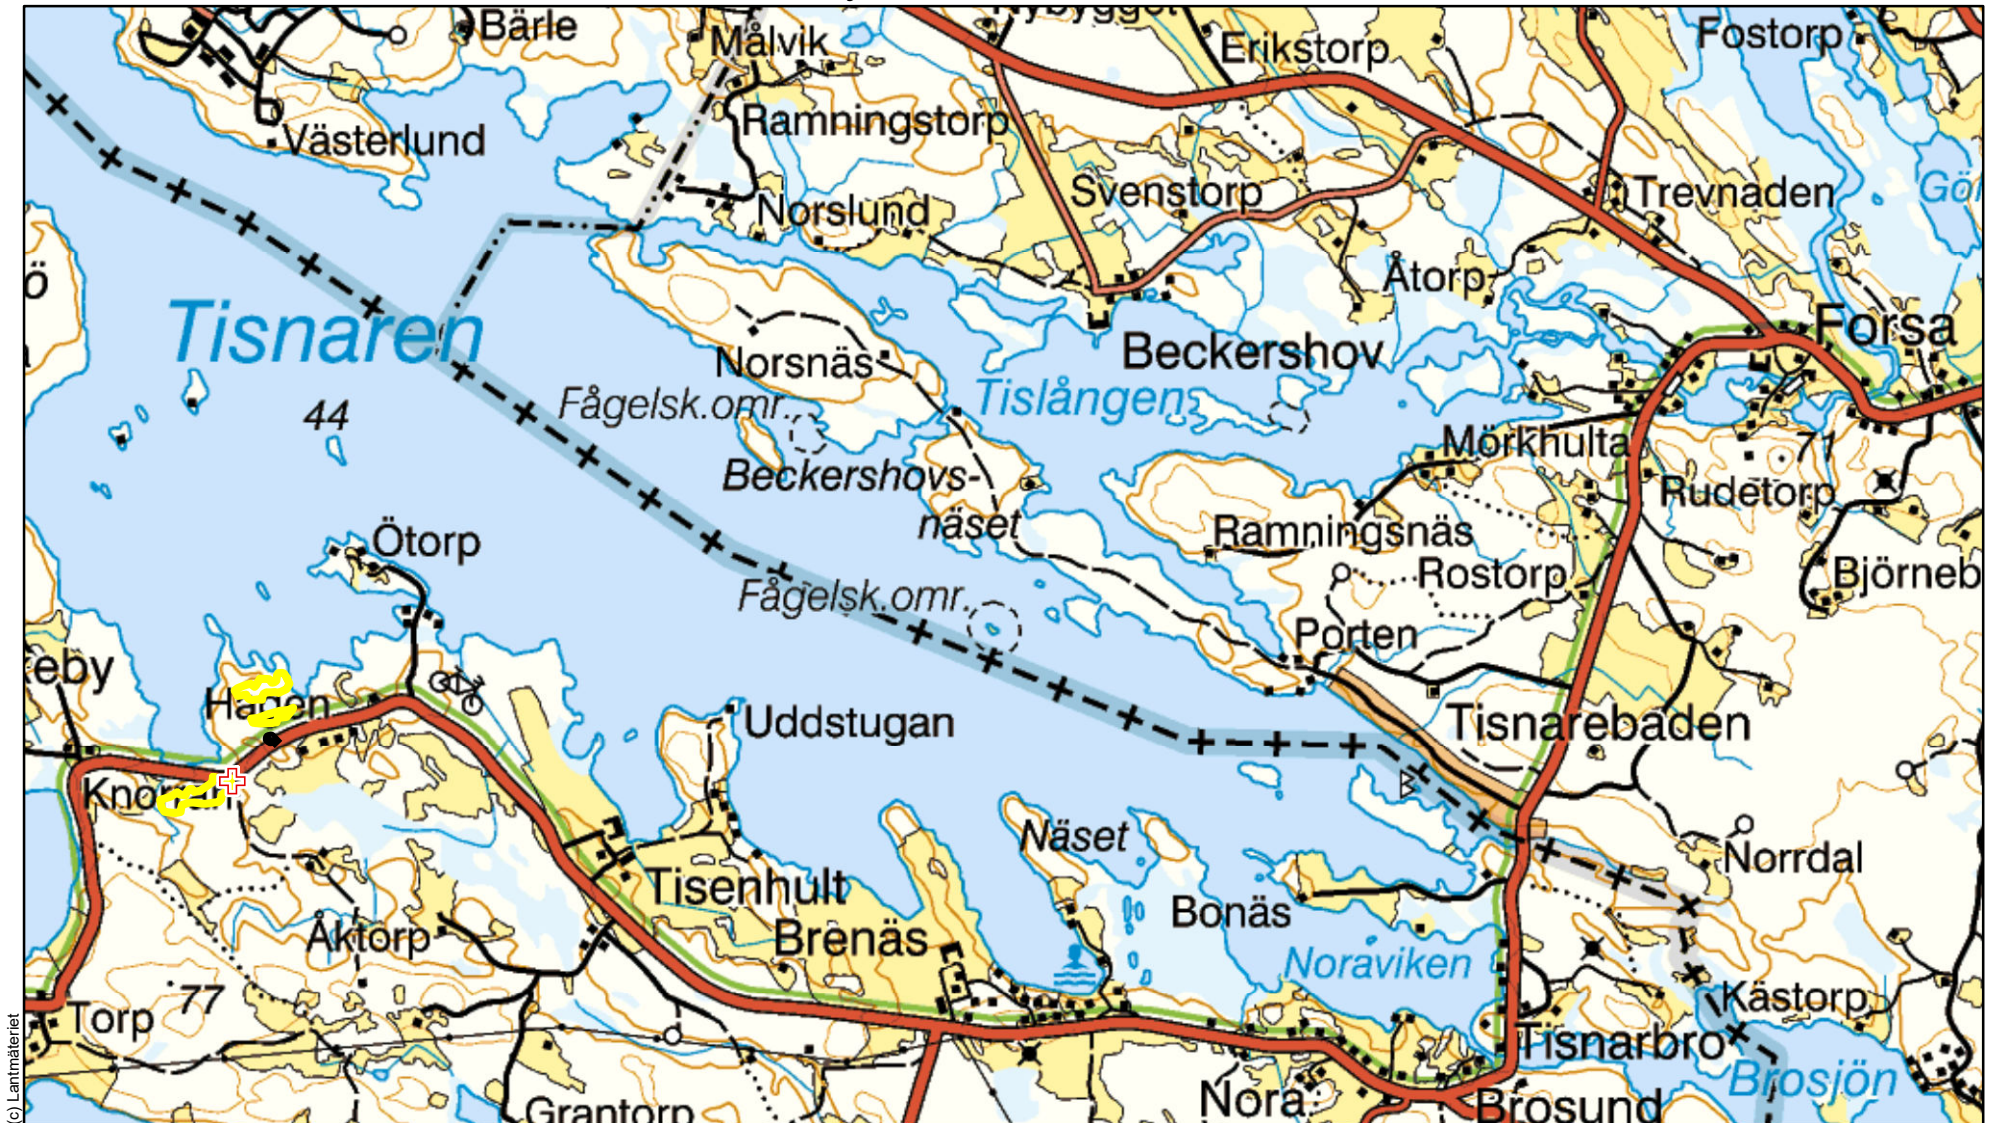 Bärle
Målvik
Erikstorp
Fostorp
Västerlund
Ramningstorp
Svenstorp
Trevnaden
Norslund
Åtorp
Tisnaren
Norsnäs
Beckershov
Forsa
44
Fågelsk.omr.
Tislången
Mörkhulta
71
Beckershovs-
näset
Rudetorp
Ötorp
Ramningsnäs
Rostorp
Fågelsk.omr.
Porten
Hagen
Uddstugan
Tisnarebaden
Näset
Norrdal
Tisenhult
Bonäs
Åktorp
Brenäs
Noraviken
Torp
77
Kästorp
Tisnarbro
Brosjön
Grantorp
Nora
Brosund
(c) Lantmäteriet